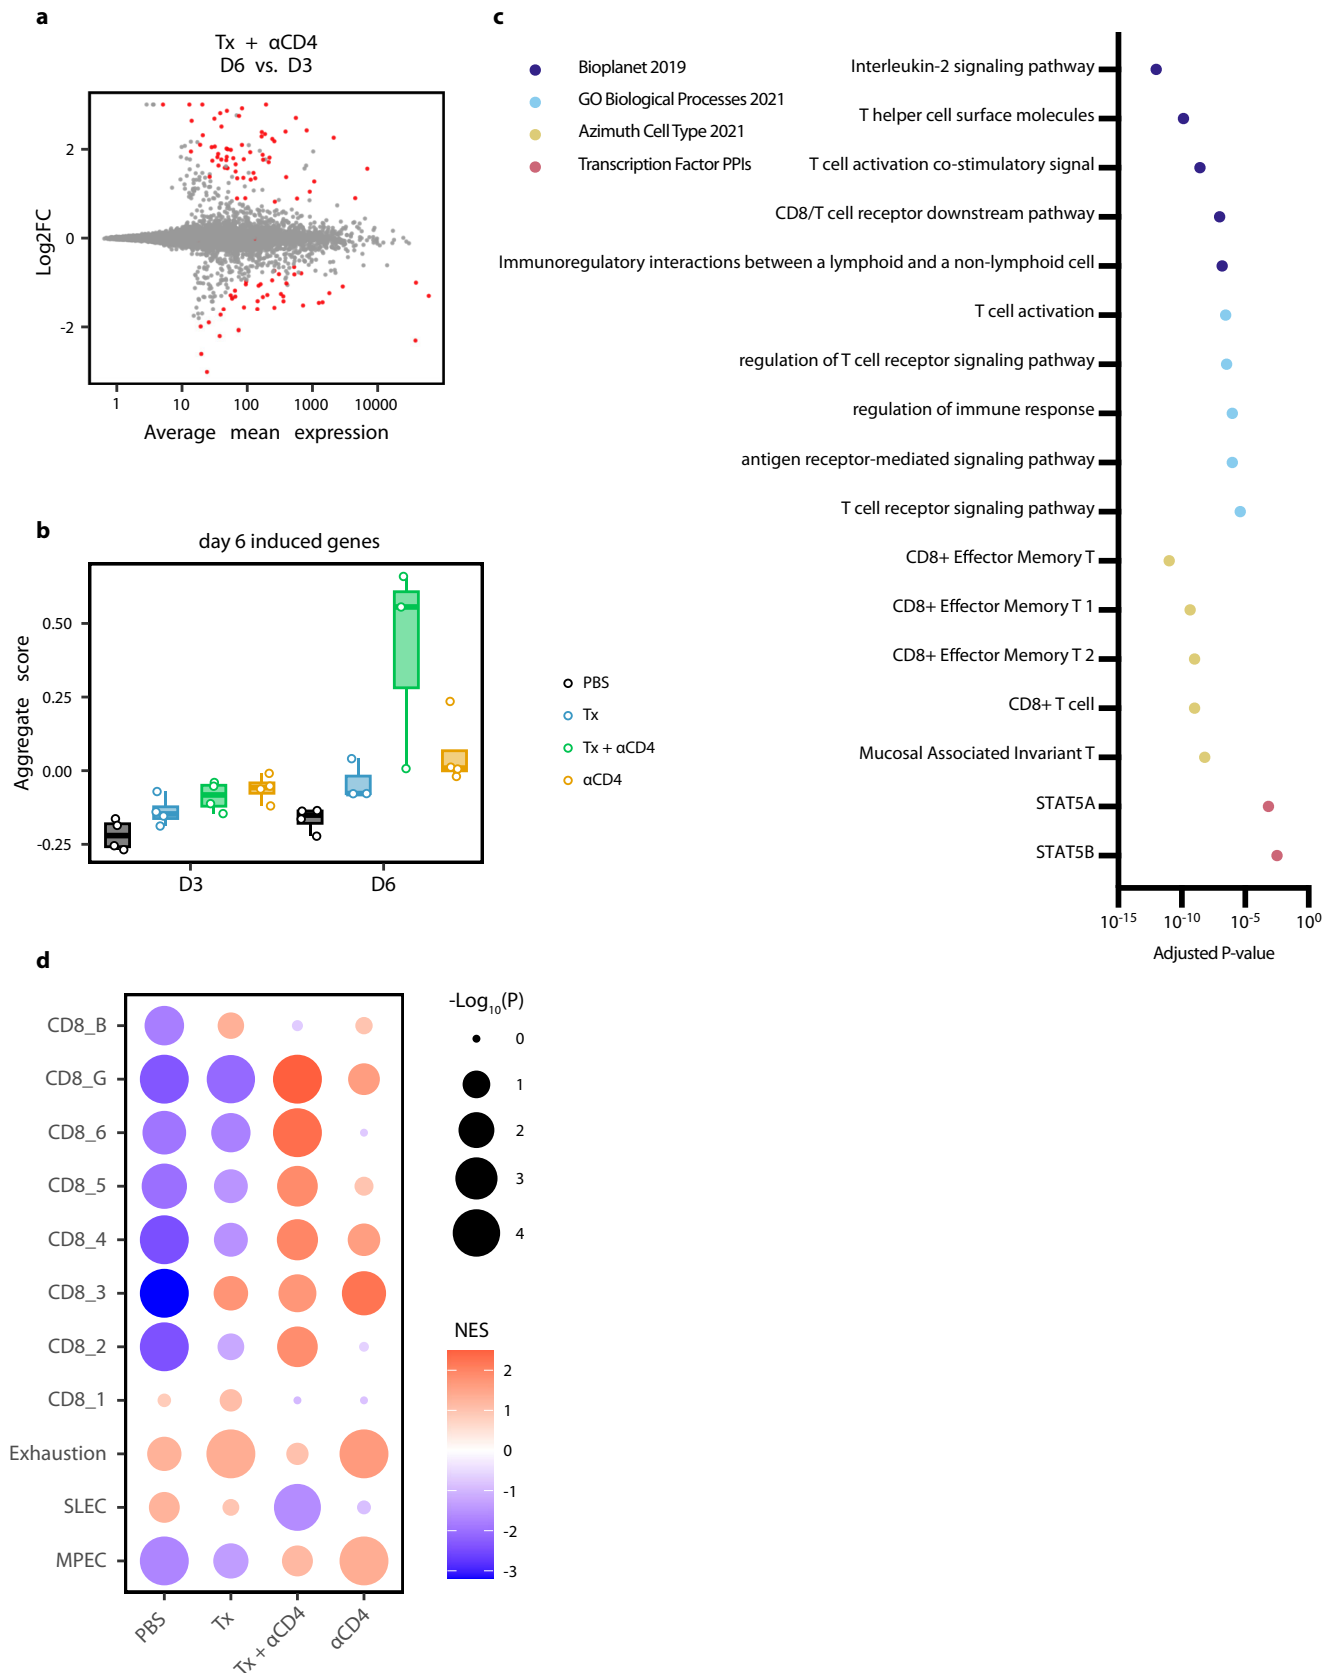 a
Tx + αCD4
D6 vs. D3
Log2FC
2
0
-2
1
10
100
1000
10000
Average mean expression
b
day 6 induced genes
Aggregate score
0.50
0.25
0.00
-0.25
D3
D6
PBS
Tx
Tx + αCD4
αCD4
c
Bioplanet 2019
GO Biological Processes 2021
Azimuth Cell Type 2021
Transcription Factor PPIs
Interleukin-2 signaling pathway
T helper cell surface molecules
T cell activation co-stimulatory signal
CD8/T cell receptor downstream pathway
Immunoregulatory interactions between a lymphoid and a non-lymphoid cell
T cell activation
regulation of T cell receptor signaling pathway
regulation of immune response
antigen receptor-mediated signaling pathway
T cell receptor signaling pathway
CD8+ Effector Memory T
CD8+ Effector Memory T 1
CD8+ Effector Memory T 2
CD8+ T cell
Mucosal Associated Invariant T
STAT5A
STAT5B
10⁻¹⁵
10⁻¹⁰
10⁻⁵
10⁰
Adjusted P-value
d
CD8_B
CD8_G
CD8_6
CD8_5
CD8_4
CD8_3
CD8_2
CD8_1
Exhaustion
SLEC
MPEC
PBS
Tx
Tx + αCD4
αCD4
-Log₁₀(P)
0
1
2
3
4
NES
2
1
0
-1
-2
-3